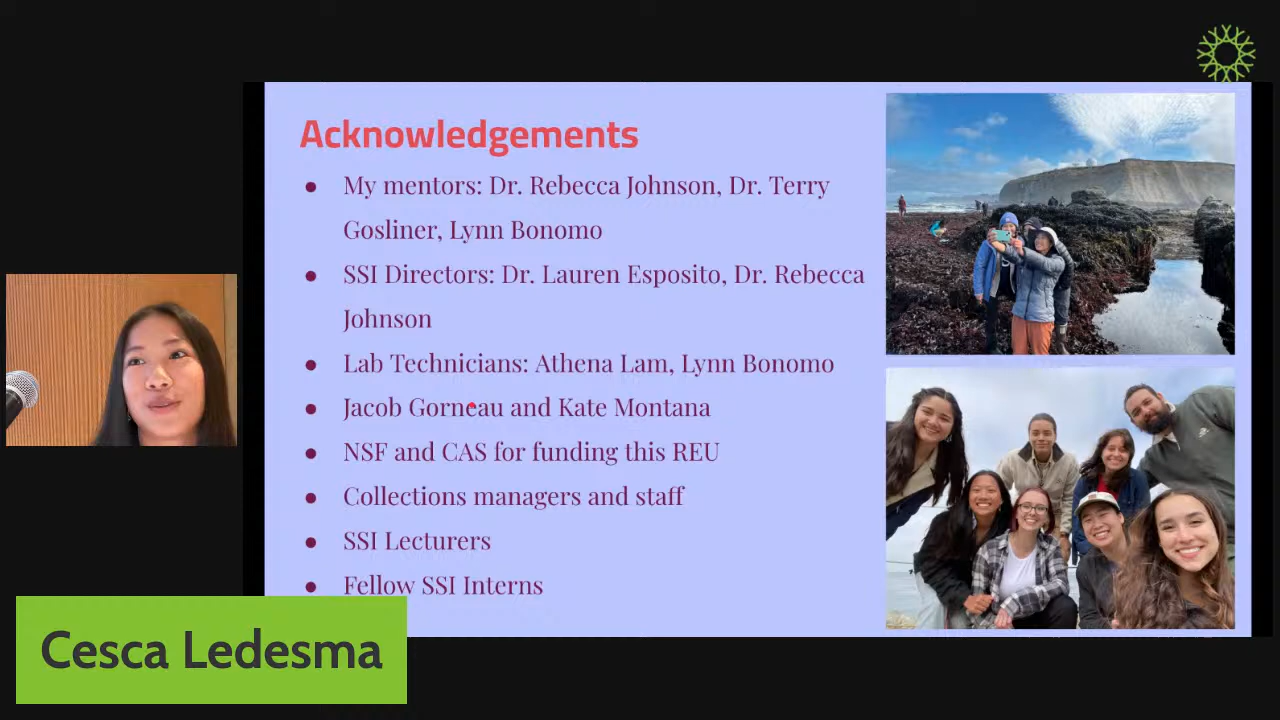 Acknowledgements
● My mentors: Dr. Rebecca Johnson, Dr. Terry
Gosliner, Lynn Bonomo
● SSI Directors: Dr. Lauren Esposito, Dr. Rebecca
Johnson
● Lab Technicians: Athena Lam, Lynn Bonomo
● Jacob Gorneau and Kate Montana
● NSF and CAS for funding this REU
● Collections managers and staff
● SSI Lecturers
● Fellow SSI Interns
Cesca Ledesma